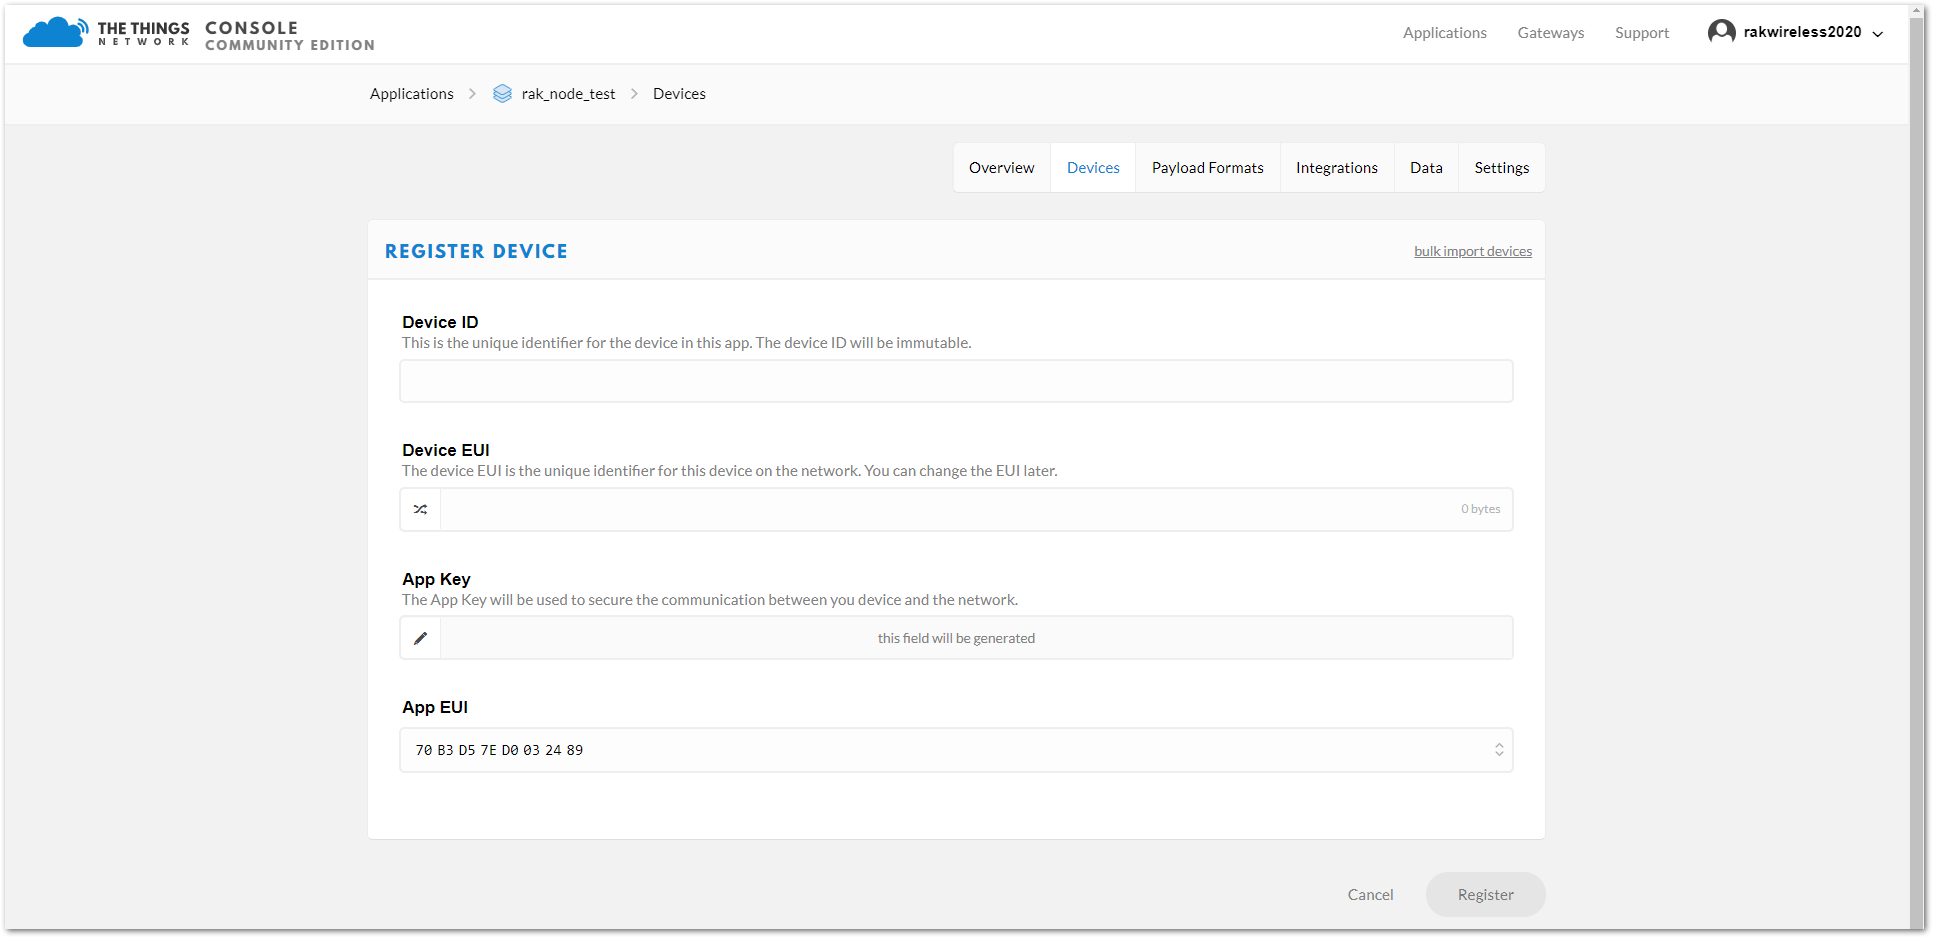 THE THINGS
NETWORK
CONSOLE
COMMUNITY EDITION
Applications Gateways Support rakwireless2020
Applications rak_node_test Devices
Overview Devices Payload Formats Integrations Data Settings
REGISTER DEVICE bulk import devices
Device ID
This is the unique identifier for the device in this app. The device ID will be immutable.
Device EUI
The device EUI is the unique identifier for this device on the network. You can change the EUI later.
0 bytes
App Key
The App Key will be used to secure the communication between you device and the network.
this field will be generated
App EUI
70 B3 D5 7E D0 03 24 89
Cancel Register